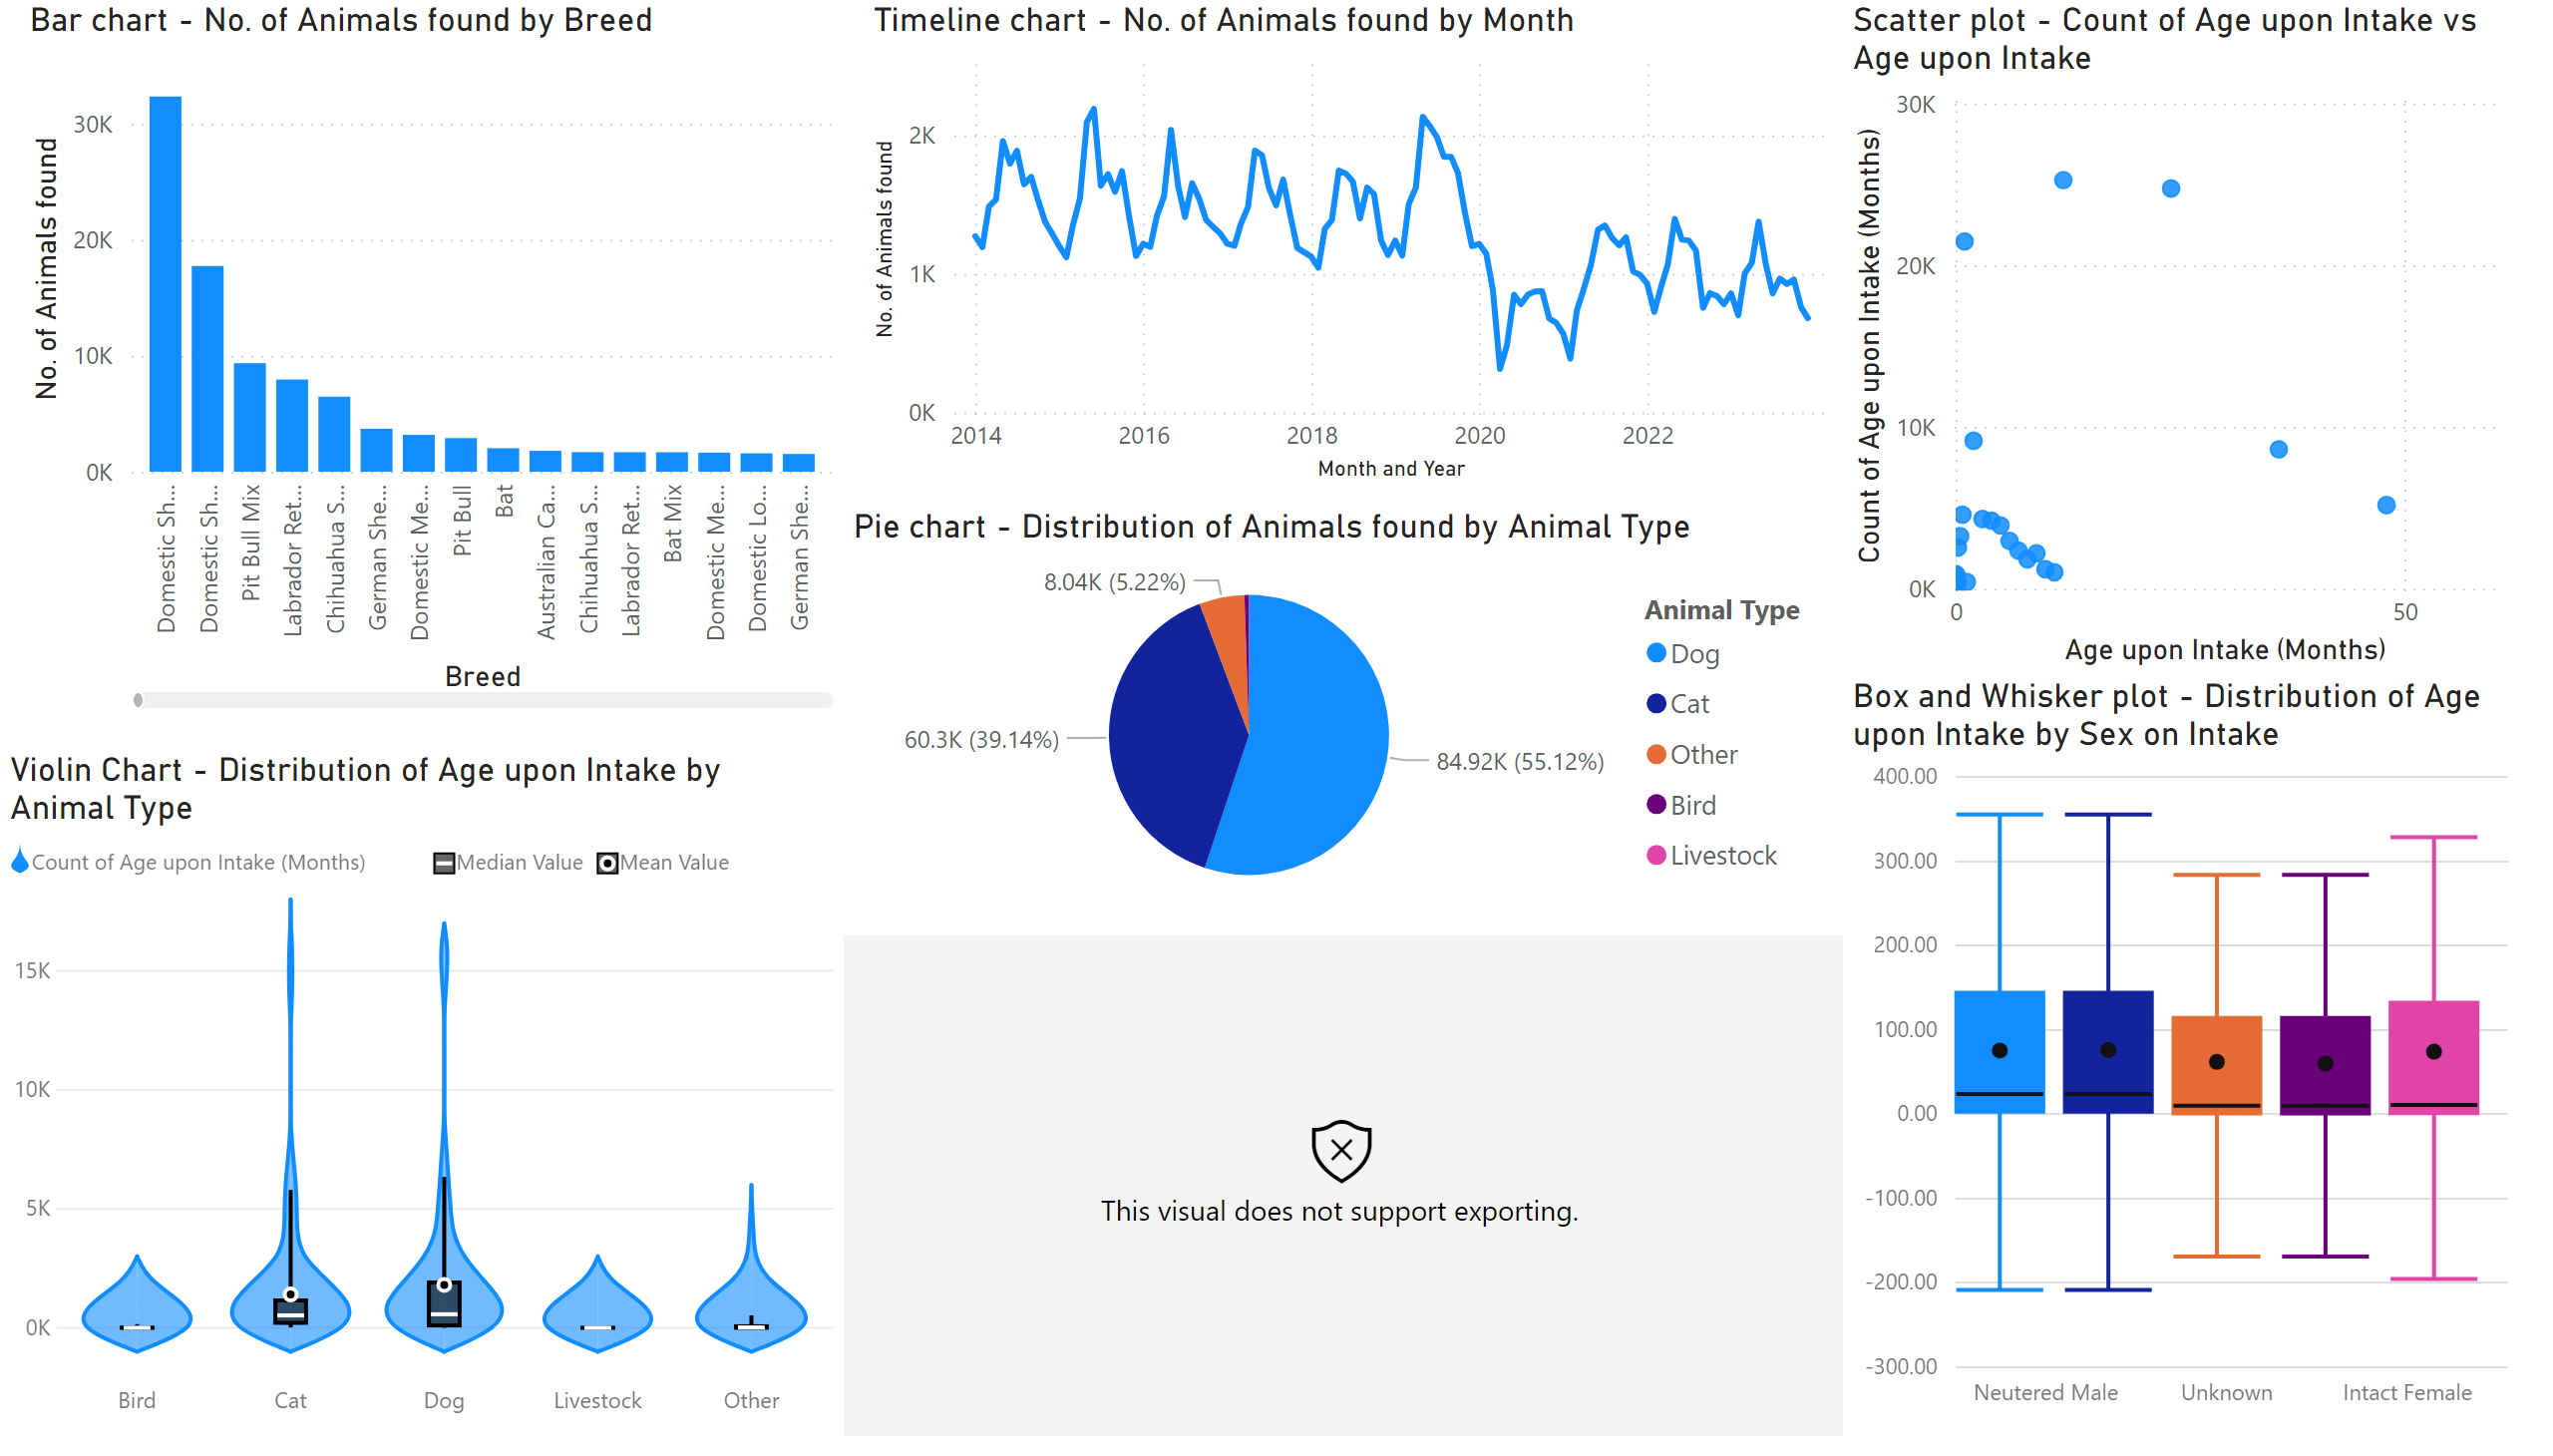 Bar chart - No. of Animals found by Breed
No. of Animals found
30K
20K
10K
0K
Domestic Sh...
Domestic Sh...
Pit Bull Mix
Labrador Ret...
Chihuahua S...
German She...
Domestic Me...
Pit Bull
Bat
Australian Ca...
Chihuahua S...
Labrador Ret...
Bat Mix
Domestic Me...
Domestic Lo...
German She...
Breed
Timeline chart - No. of Animals found by Month
No. of Animals found
2K
1K
0K
2014
2016
2018
2020
2022
Month and Year
Scatter plot - Count of Age upon Intake vs
Age upon Intake
Count of Age upon Intake (Months)
30K
20K
10K
0K
0
50
Age upon Intake (Months)
Pie chart - Distribution of Animals found by Animal Type
8.04K (5.22%)
60.3K (39.14%)
84.92K (55.12%)
Animal Type
Dog
Cat
Other
Bird
Livestock
Violin Chart - Distribution of Age upon Intake by
Animal Type
Count of Age upon Intake (Months)
Median Value
Mean Value
15K
10K
5K
0K
Bird
Cat
Dog
Livestock
Other
This visual does not support exporting.
Box and Whisker plot - Distribution of Age
upon Intake by Sex on Intake
400.00
300.00
200.00
100.00
0.00
-100.00
-200.00
-300.00
Neutered Male
Unknown
Intact Female